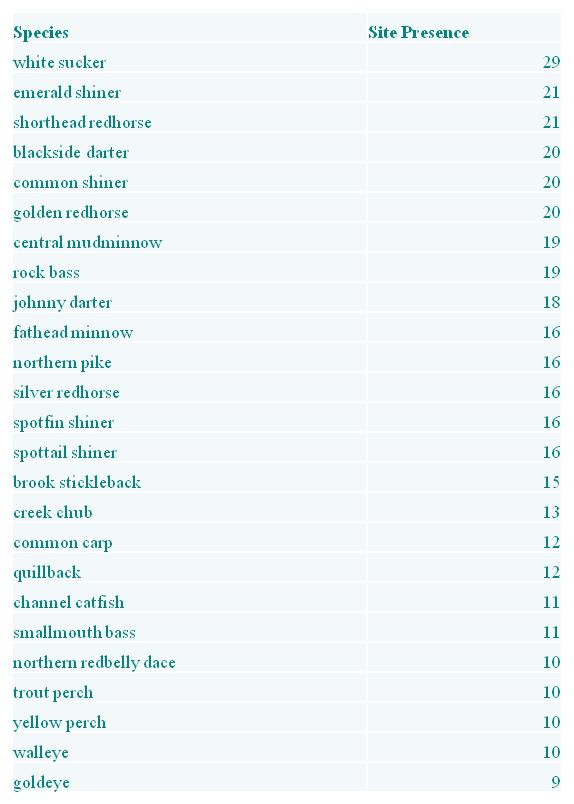 Species Site Presence
white sucker 29
emerald shiner 21
shorthead redhorse 21
blackside darter 20
common shiner 20
golden redhorse 20
central mudminnow 19
rock bass 19
johnny darter 18
fathead minnow 16
northern pike 16
silver redhorse 16
spotfin shiner 16
spottail shiner 16
brook stickleback 15
creek chub 13
common carp 12
quillback 12
channel catfish 11
smallmouth bass 11
northern redbelly dace 10
trout perch 10
yellow perch 10
walleye 10
goldeye 9